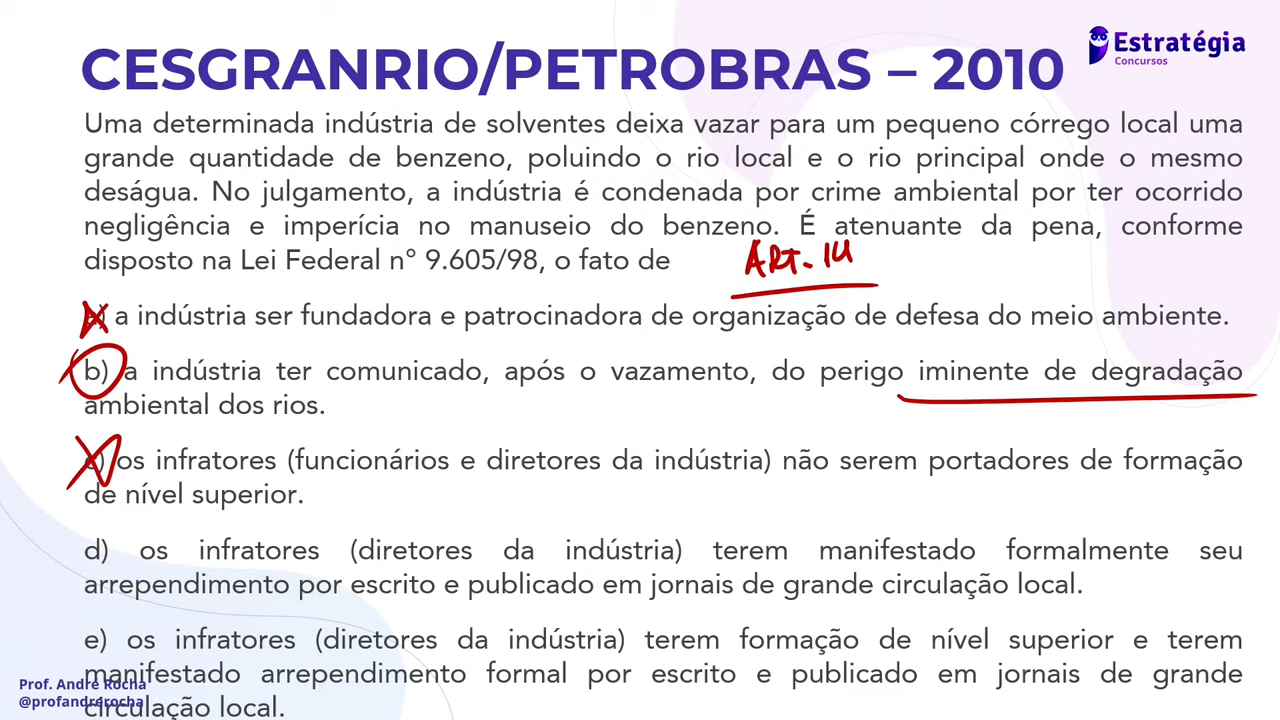 CESGRANRIO/PETROBRAS – 2010
Estratégia
Concursos
Uma determinada indústria de solventes deixa vazar para um pequeno córrego local uma
grande quantidade de benzeno, poluindo o rio local e o rio principal onde o mesmo
deságua. No julgamento, a indústria é condenada por crime ambiental por ter ocorrido
negligência e imperícia no manuseio do benzeno. É atenuante da pena, conforme
disposto na Lei Federal nº 9.605/98, o fato de
ART. 14
a) a indústria ser fundadora e patrocinadora de organização de defesa do meio ambiente.
b) a indústria ter comunicado, após o vazamento, do perigo iminente de degradação
ambiental dos rios.
c) os infratores (funcionários e diretores da indústria) não serem portadores de formação
de nível superior.
d) os infratores (diretores da indústria) terem manifestado formalmente seu
arrependimento por escrito e publicado em jornais de grande circulação local.
e) os infratores (diretores da indústria) terem formação de nível superior e terem
manifestado arrependimento formal por escrito e publicado em jornais de grande
circulação local.
Prof. André Rocha
@profandrerocha